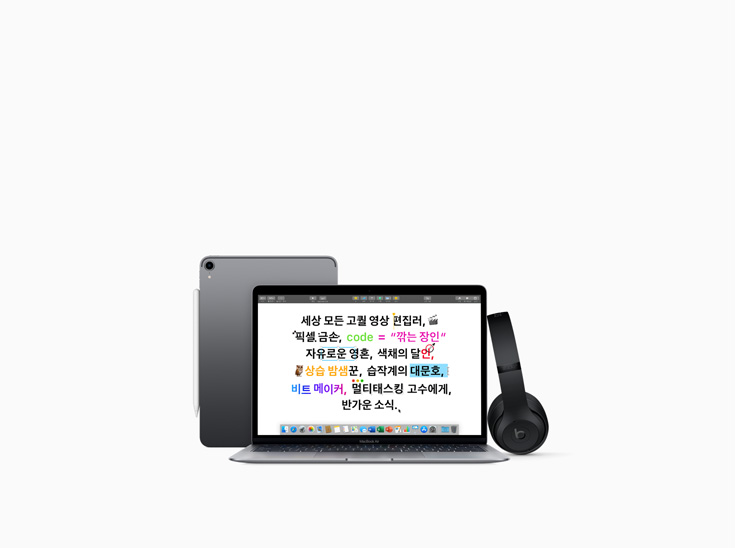 세상 모든 고퀄 영상 편집러,
픽셀 금손, code = "깎는 장인"
자유로운 영혼, 색채의 달인,
상습 밤샘꾼, 습작계의 대문호,
비트 메이커, 멀티태스킹 고수에게,
반가운 소식.
MacBook Air